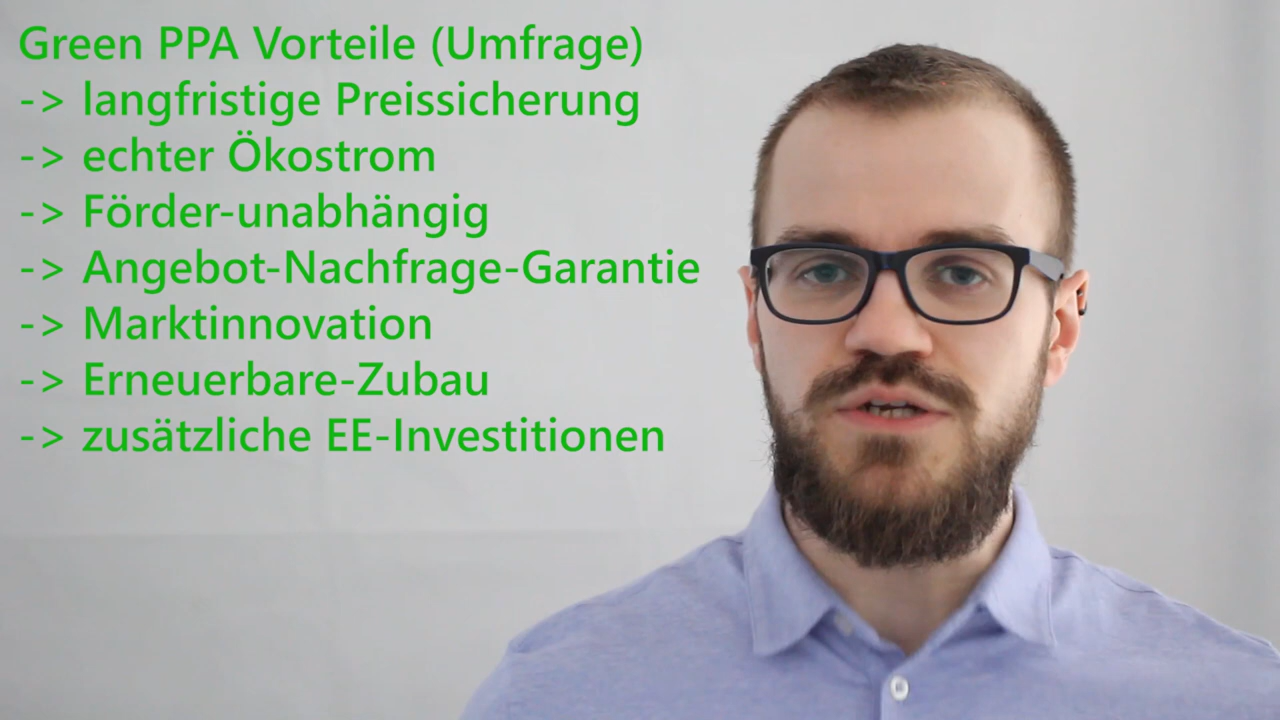 Green PPA Vorteile (Umfrage)
-> langfristige Preissicherung
-> echter Ökostrom
-> Förder-unabhängig
-> Angebot-Nachfrage-Garantie
-> Marktinnovation
-> Erneuerbare-Zubau
-> zusätzliche EE-Investitionen